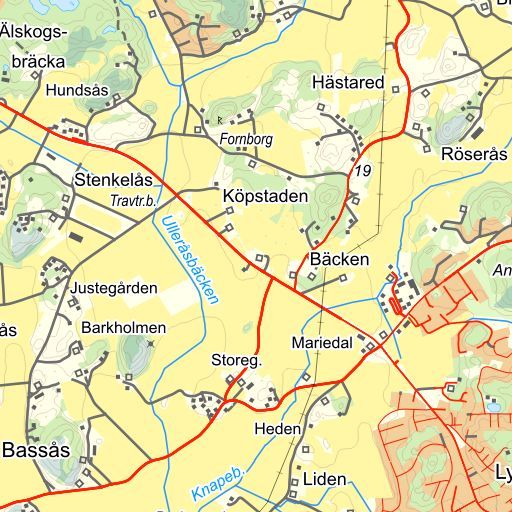 Älskogs-
bräcka
Hundsås
Hästared
Fornborg
Röserås
19
Stenkelås
Travtr.b.
Köpstaden
Ulleråsbäcken
Bäcken
Justegården
Barkholmen
Mariedal
Storeg.
Heden
Bassås
Knapeb.
Liden